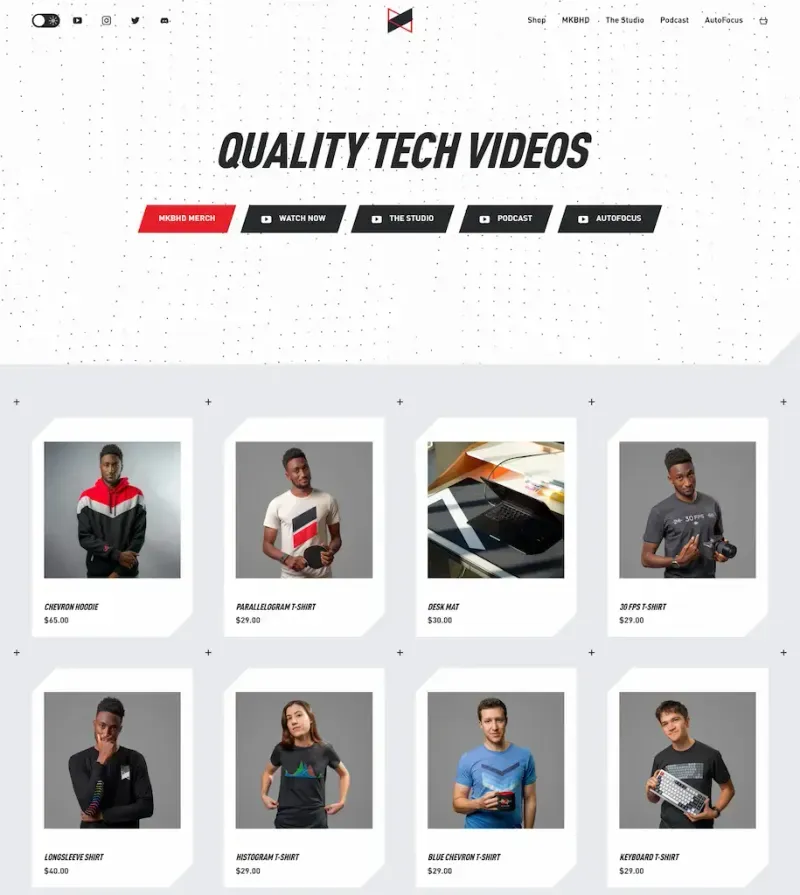 Shop MKBHD The Studio Podcast AutoFocus
QUALITY TECH VIDEOS
MKBHD MERCH WATCH NOW THE STUDIO PODCAST AUTOFOCUS
30 FPS
CHEVRON HOODIE PARALLELOGRAM T-SHIRT DESK MAT 30 FPS T-SHIRT
$65.00 $29.00 $30.00 $29.00
LONGSLEEVE SHIRT HISTOGRAM T-SHIRT BLUE CHEVRON T-SHIRT KEYBOARD T-SHIRT
$40.00 $29.00 $29.00 $29.00